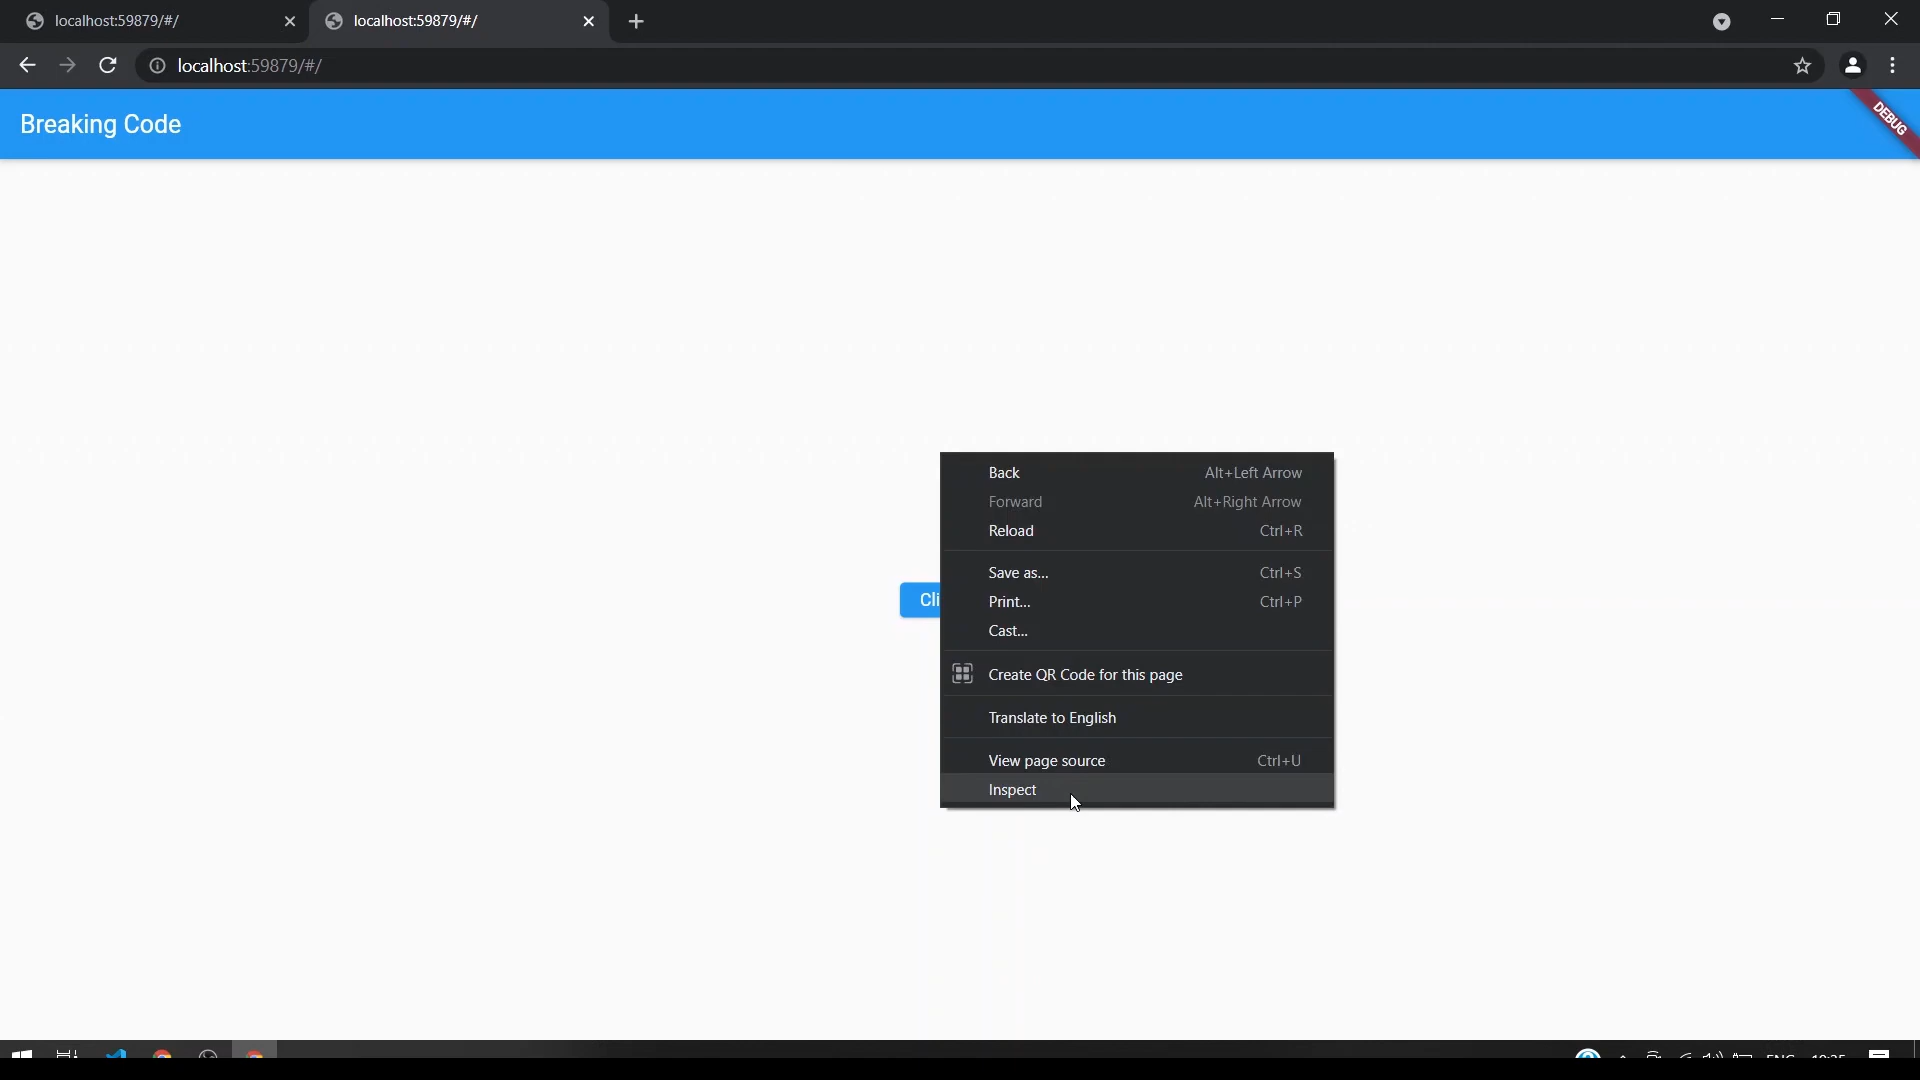 localhost:59879/#/
localhost:59879/#/
localhost:59879/#/
Breaking Code
DEBUG
Back Alt+Left Arrow
Forward Alt+Right Arrow
Reload Ctrl+R
Save as... Ctrl+S
Cli
Print... Ctrl+P
Cast...
Create QR Code for this page
Translate to English
View page source Ctrl+U
Inspect